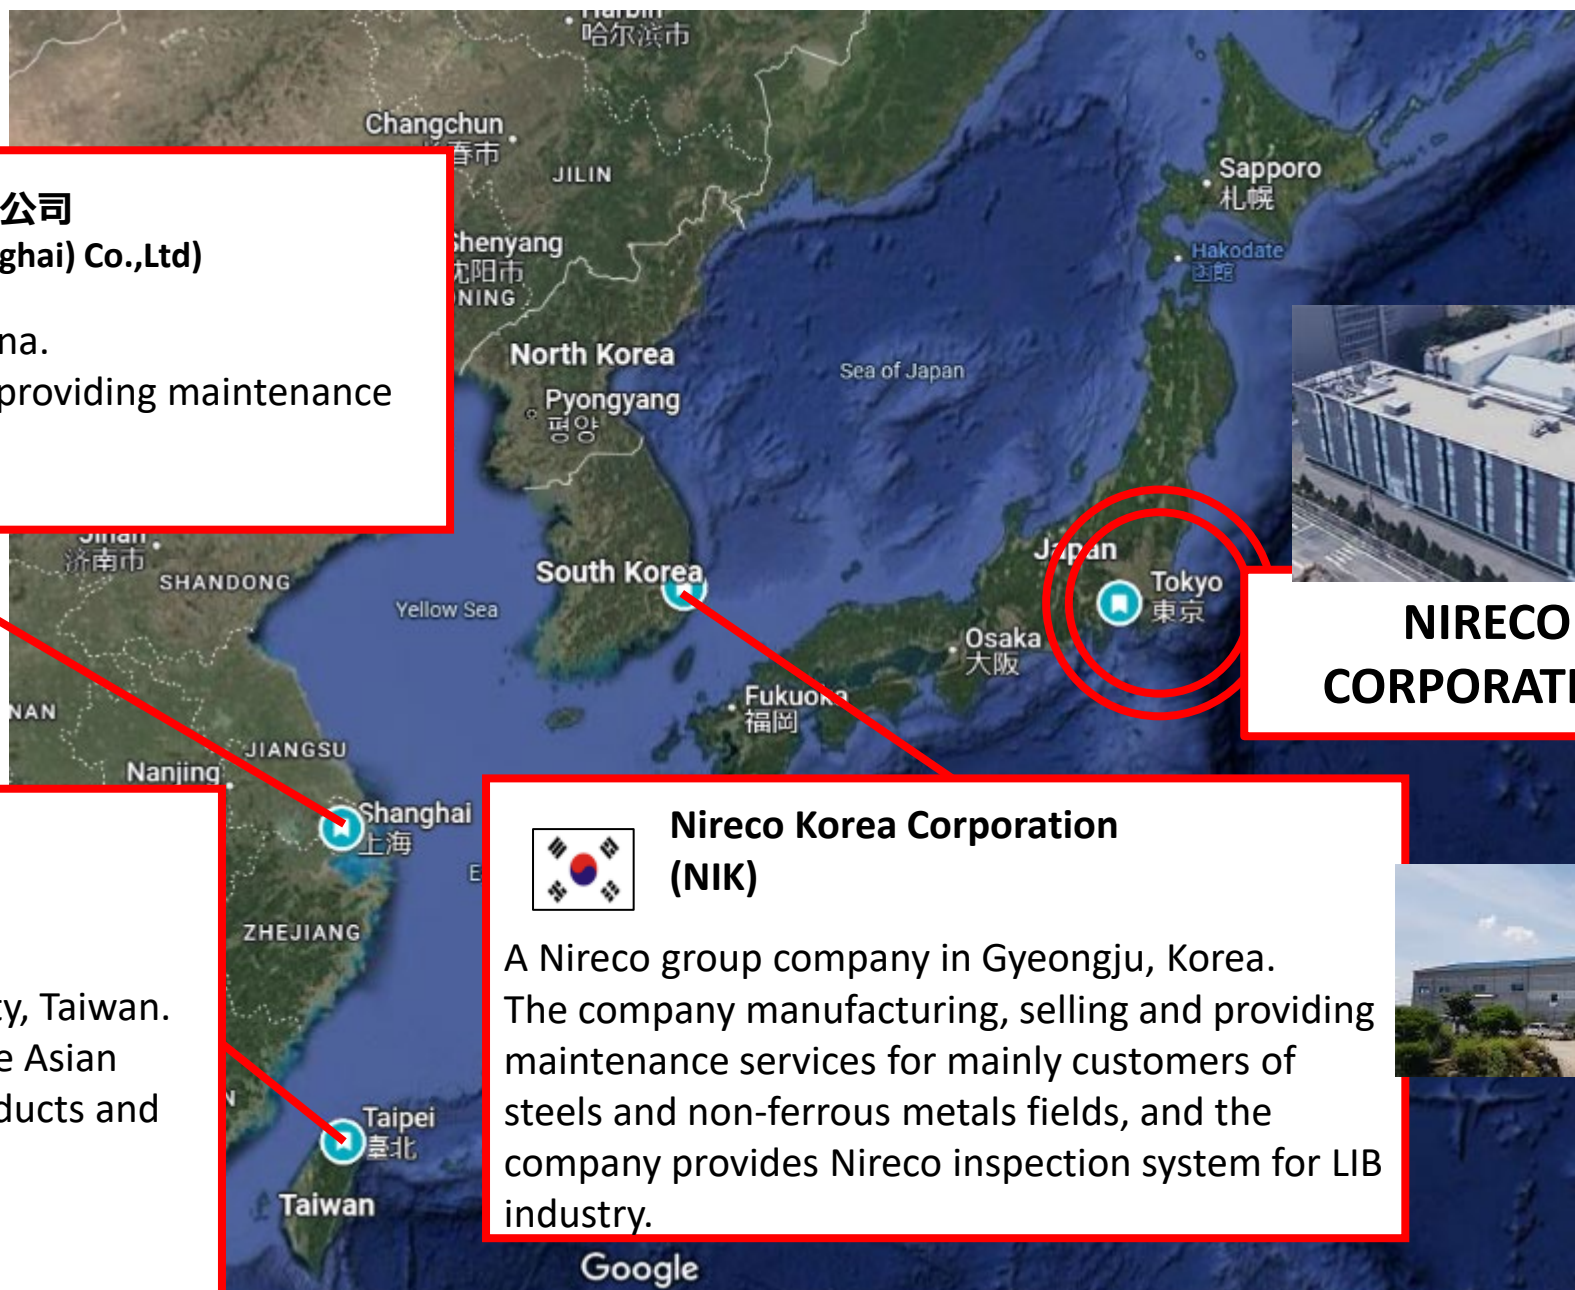 哈尔滨市
Changchun
春市
JILIN
Sapporo
札幌
公司
ghai) Co.,Ltd)
na.
providing maintenance
Shenyang
沈阳市
NING
Hakodate
函館
North Korea
Pyongyang
평양
Sea of Japan
Jinan
济南市
SHANDONG
Yellow Sea
South Korea
Japan
Tokyo
東京
Osaka
大阪
Fukuoka
福岡
NIRECO
CORPORATI
NAN
JIANGSU
Nanjing
Shanghai
上海
E
ZHEJIANG
ty, Taiwan.
e Asian
ducts and
N
Taipei
臺北
Taiwan
Nireco Korea Corporation
(NIK)
A Nireco group company in Gyeongju, Korea.
The company manufacturing, selling and providing
maintenance services for mainly customers of
steels and non-ferrous metals fields, and the
company provides Nireco inspection system for LIB
industry.
Google